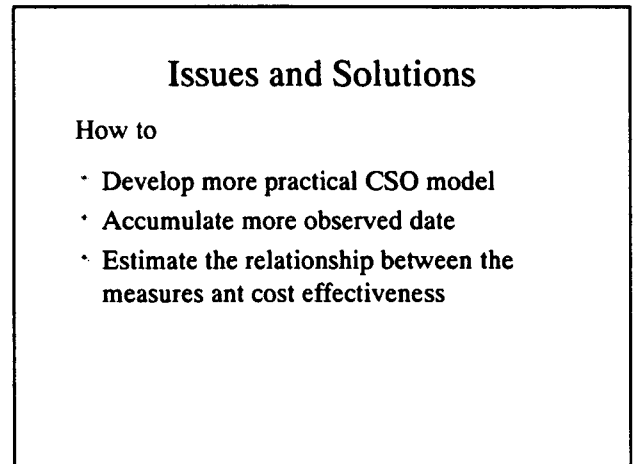 Issues and Solutions
How to
· Develop more practical CSO model
· Accumulate more observed date
· Estimate the relationship between the
measures ant cost effectiveness